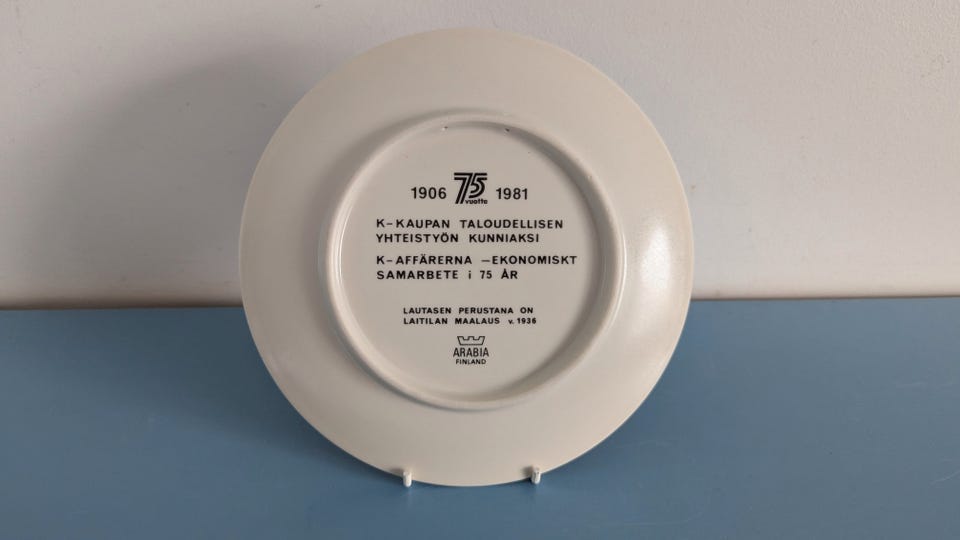 1906 75 vuotta 1981
K-KAUPAN TALOUDELLISEN
YHTEISTYÖN KUNNIAKSI
K-AFFÄRERNA -EKONOMISKT
SAMARBETE i 75 ÅR
LAUTASEN PERUSTANA ON
LAITILAN MAALAUS v. 1936
ARABIA
FINLAND